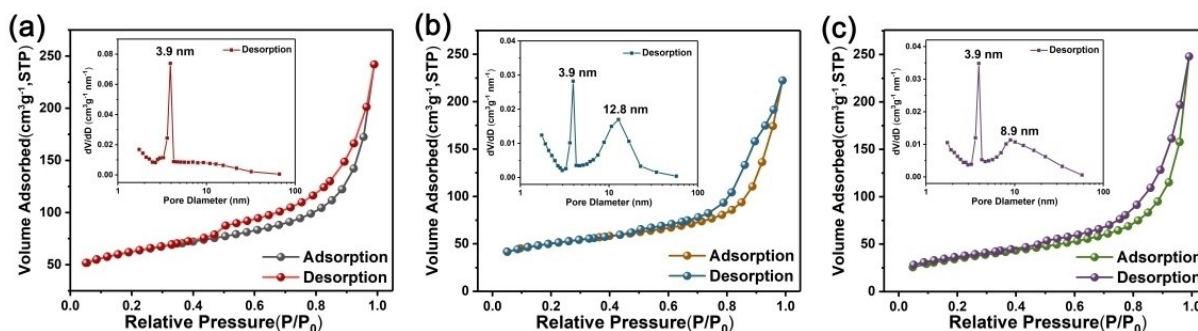 (a)
250
200
150
100
50
Volume Adsorbed(cm³g⁻¹,STP)
0.08
0.06
0.04
0.02
0.00
dV/dD (cm³g⁻¹ nm⁻¹)
3.9 nm
Desorption
1
10
100
Pore Diameter (nm)
Adsorption
Desorption
0.0
0.2
0.4
0.6
0.8
1.0
Relative Pressure(P/P₀)
(b)
250
200
150
100
50
0
Volume Adsorbed(cm³g⁻¹,STP)
0.04
0.03
0.02
0.01
0.00
dV/dD (cm³g⁻¹ nm⁻¹)
3.9 nm
12.8 nm
Desorption
1
10
100
Pore Diameter (nm)
Adsorption
Desorption
0.0
0.2
0.4
0.6
0.8
1.0
Relative Pressure(P/P₀)
(c)
250
200
150
100
50
0
Volume Adsorbed(cm³g⁻¹,STP)
0.04
0.02
0.00
dV/dD (cm³g⁻¹ nm⁻¹)
3.9 nm
8.9 nm
Desorption
1
10
100
Pore Diameter (nm)
Adsorption
Desorption
0.0
0.2
0.4
0.6
0.8
1.0
Relative Pressure(P/P₀)